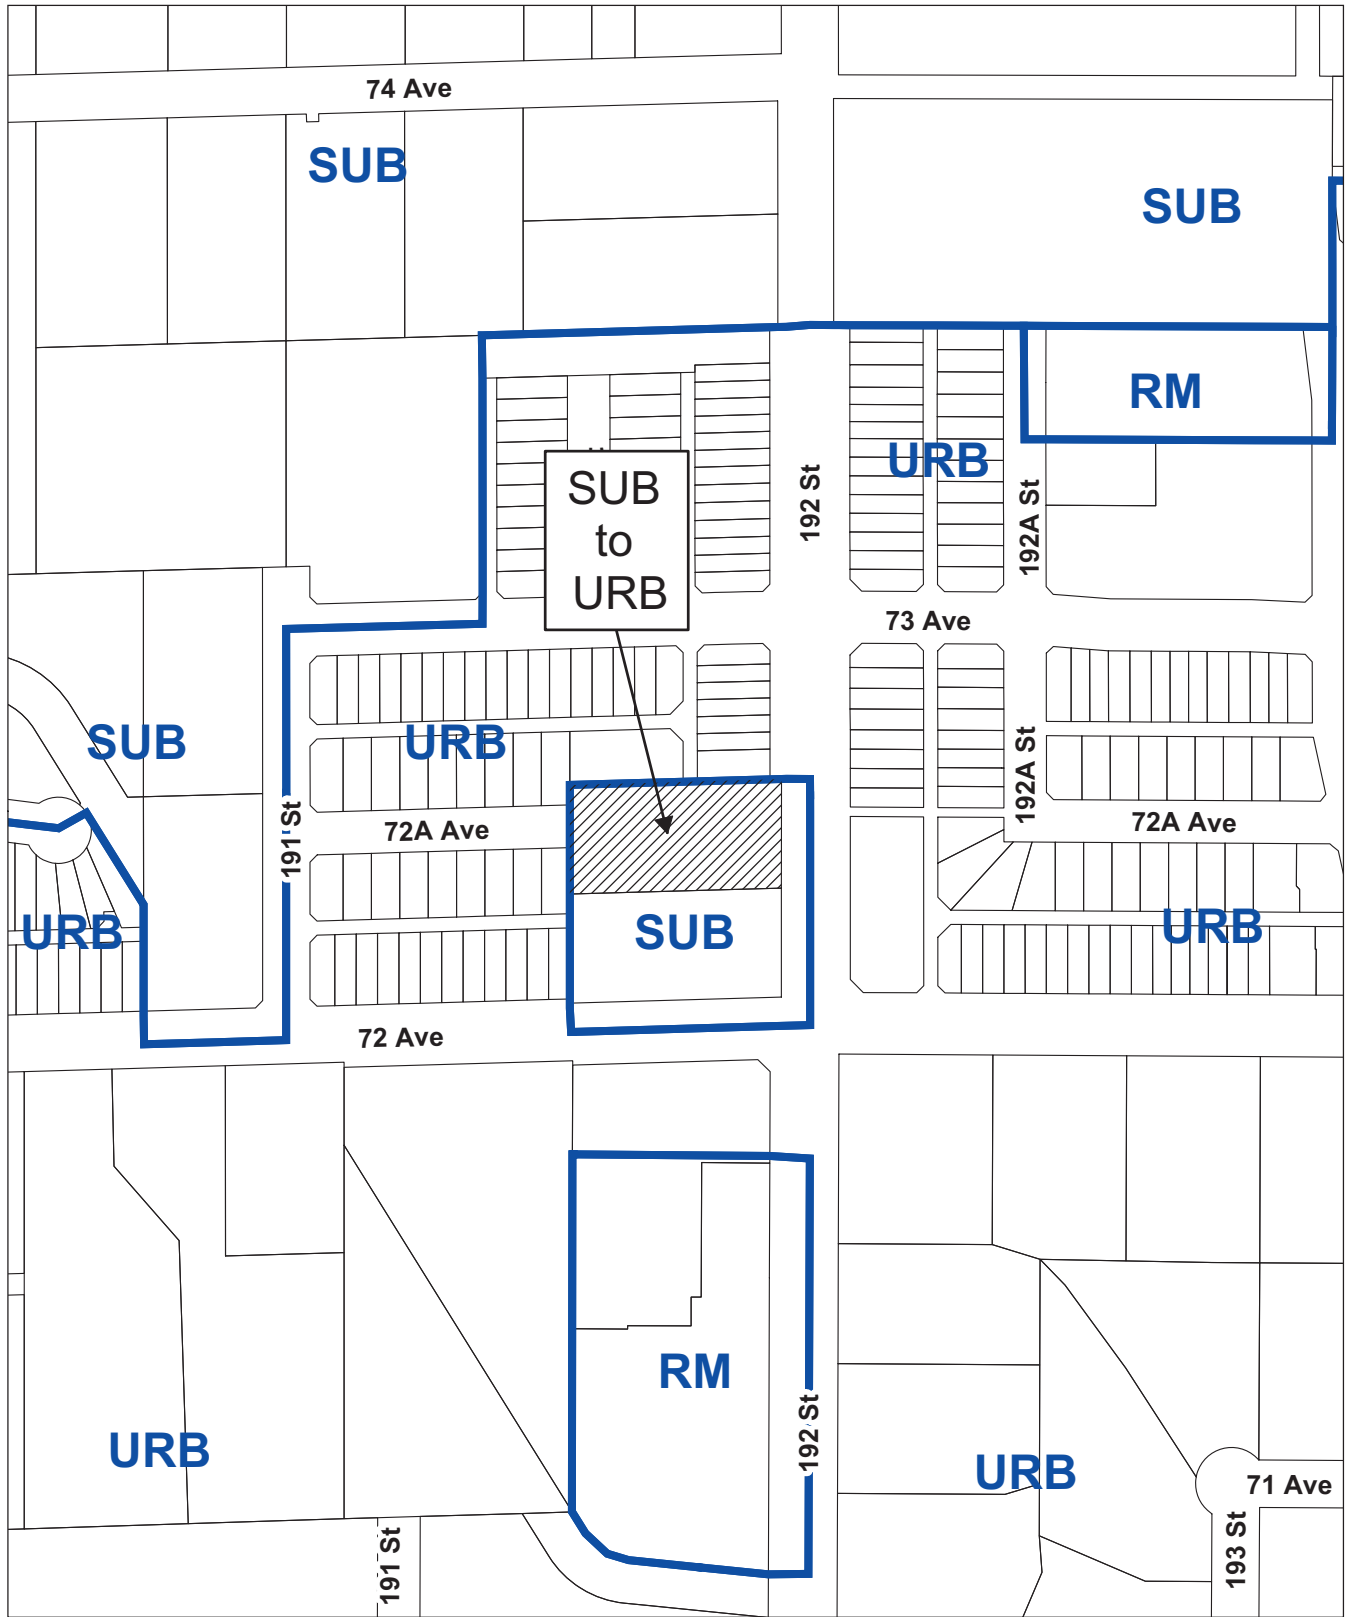 74 Ave
SUB
SUB
RM
URB
SUB
to
URB
192 St
192A St
73 Ave
SUB
URB
192A St
191 St
72A Ave
72A Ave
URB
SUB
URB
72 Ave
RM
192 St
URB
URB
71 Ave
191 St
193 St